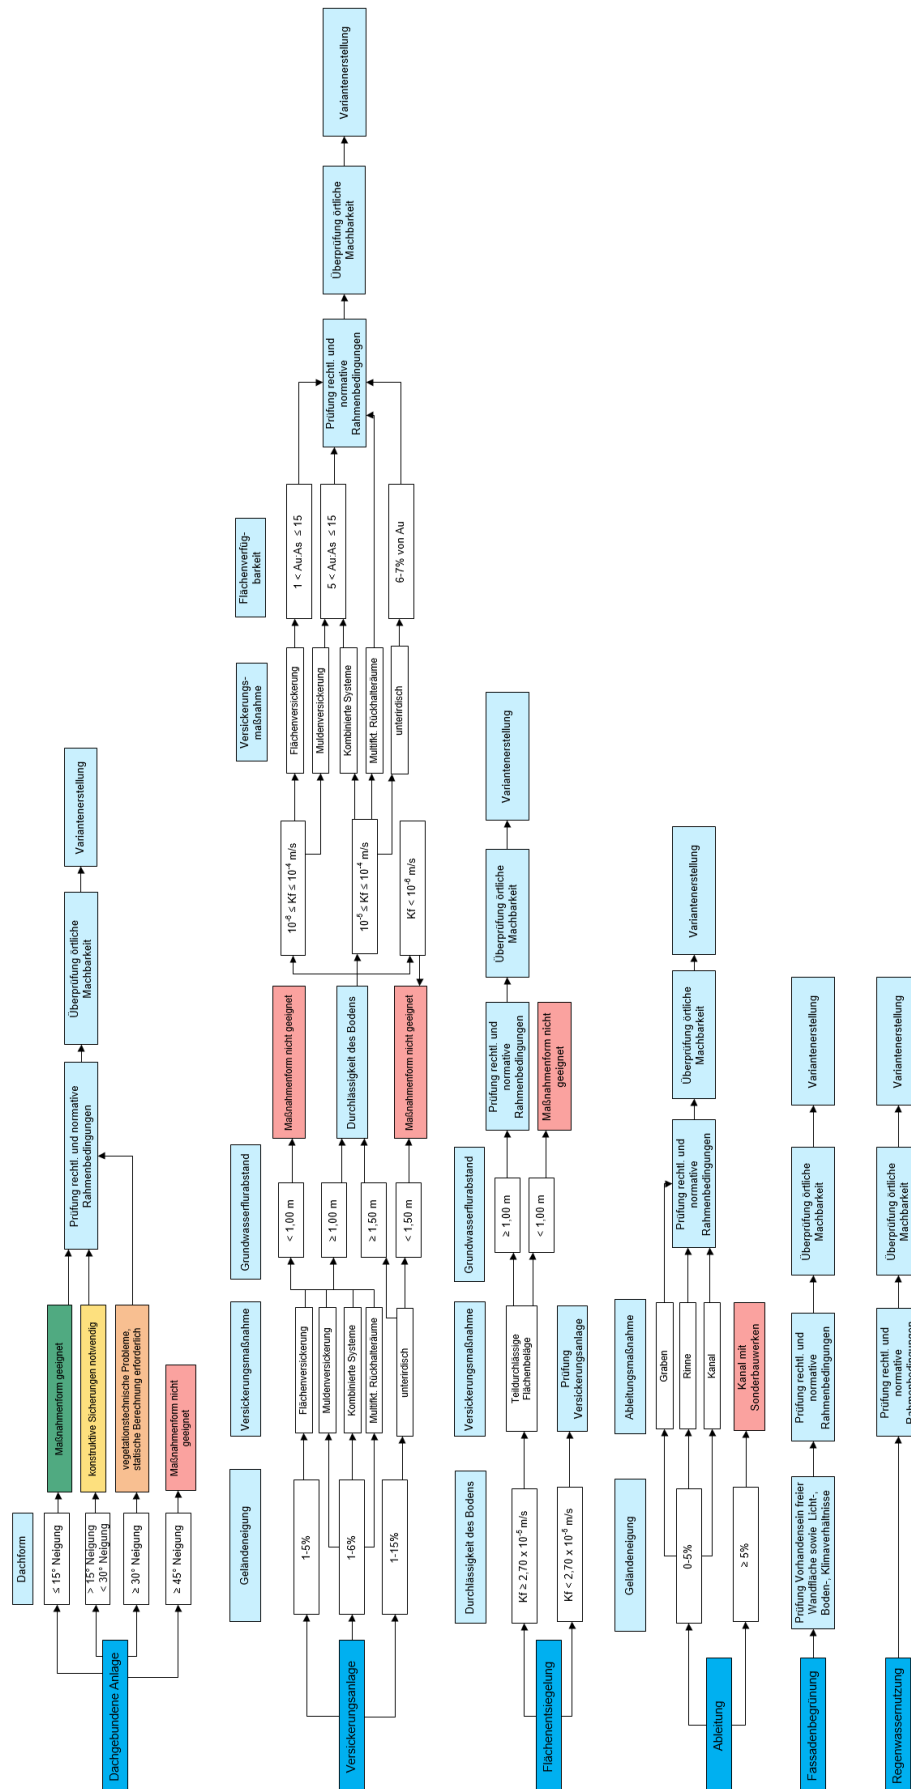 Dachform
Dachgebundene Anlage
≤ 15° Neigung
> 15° Neigung
< 30° Neigung
≥ 30° Neigung
≥ 45° Neigung
Maßnahmenform geeignet
konstruktive Sicherungen notwendig
vegetationstechnische Probleme,
statische Berechnung erforderlich
Maßnahmenform nicht
geeignet
Prüfung rechtl. und normative
Rahmenbedingungen
Überprüfung örtliche
Machbarkeit
Variantenerstellung
Geländeneigung
Versickerungsmaßnahme
Grundwasserflurabstand
Versickerungs-
maßnahme
Flächenverfüg-
barkeit
Versickerungsanlage
1-5%
1-6%
1-15%
Flächenversickerung
Muldenversickerung
Kombinierte Systeme
Multifkt. Rückhalteräume
unterirdisch
< 1,00 m
≥ 1,00 m
≥ 1,50 m
< 1,50 m
Maßnahmenform nicht geeignet
Durchlässigkeit des Bodens
Maßnahmenform nicht geeignet
10⁻⁶ ≤ Kf ≤ 10⁻⁴ m/s
10⁻⁵ ≤ Kf ≤ 10⁻⁴ m/s
Kf < 10⁻⁶ m/s
Flächenversickerung
Muldenversickerung
Kombinierte Systeme
Multifkt. Rückhalteräume
unterirdisch
1 < Au:As ≤ 15
5 < Au:As ≤ 15
6-7% von Au
Prüfung rechtl. und
normative
Rahmenbedingungen
Überprüfung örtliche
Machbarkeit
Variantenerstellung
Durchlässigkeit des Bodens
Versickerungsmaßnahme
Grundwasserflurabstand
Flächenentsiegelung
Kf ≥ 2,70 x 10⁻⁵ m/s
Kf < 2,70 x 10⁻⁵ m/s
Teildurchlässige
Flächenbeläge
Prüfung
Versickerungsanlage
≥ 1,00 m
< 1,00 m
Prüfung rechtl. und
normative
Rahmenbedingungen
Maßnahmenform nicht
geeignet
Überprüfung örtliche
Machbarkeit
Variantenerstellung
Geländeneigung
Ableitungsmaßnahme
Ableitung
0-5%
≥ 5%
Graben
Rinne
Kanal
Kanal mit
Sonderbauwerken
Prüfung rechtl. und
normative
Rahmenbedingungen
Überprüfung örtliche
Machbarkeit
Variantenerstellung
Fassadenbegrünung
Prüfung Vorhandensein freier
Wandfläche sowie Licht-,
Boden-, Klimaverhältnisse
Prüfung rechtl. und
normative
Rahmenbedingungen
Überprüfung örtliche
Machbarkeit
Variantenerstellung
Regenwassernutzung
Prüfung rechtl. und
normative
Rahmenbedingungen
Überprüfung örtliche
Machbarkeit
Variantenerstellung